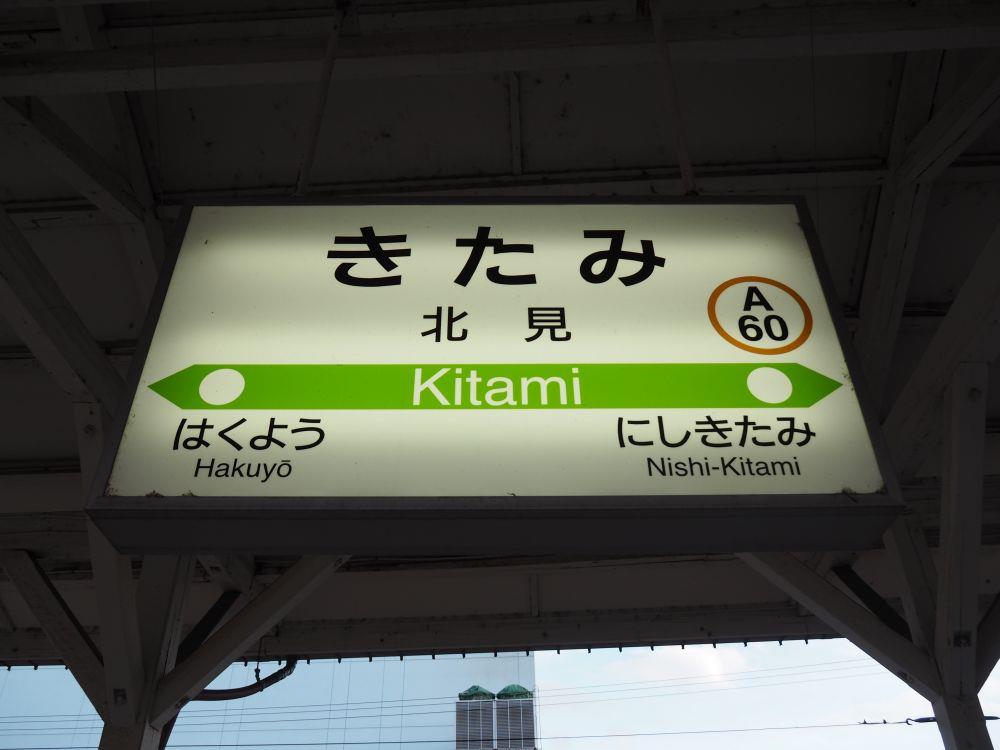 きたみ
北見
A
60
Kitami
はくよう
Hakuyō
にしきたみ
Nishi-Kitami